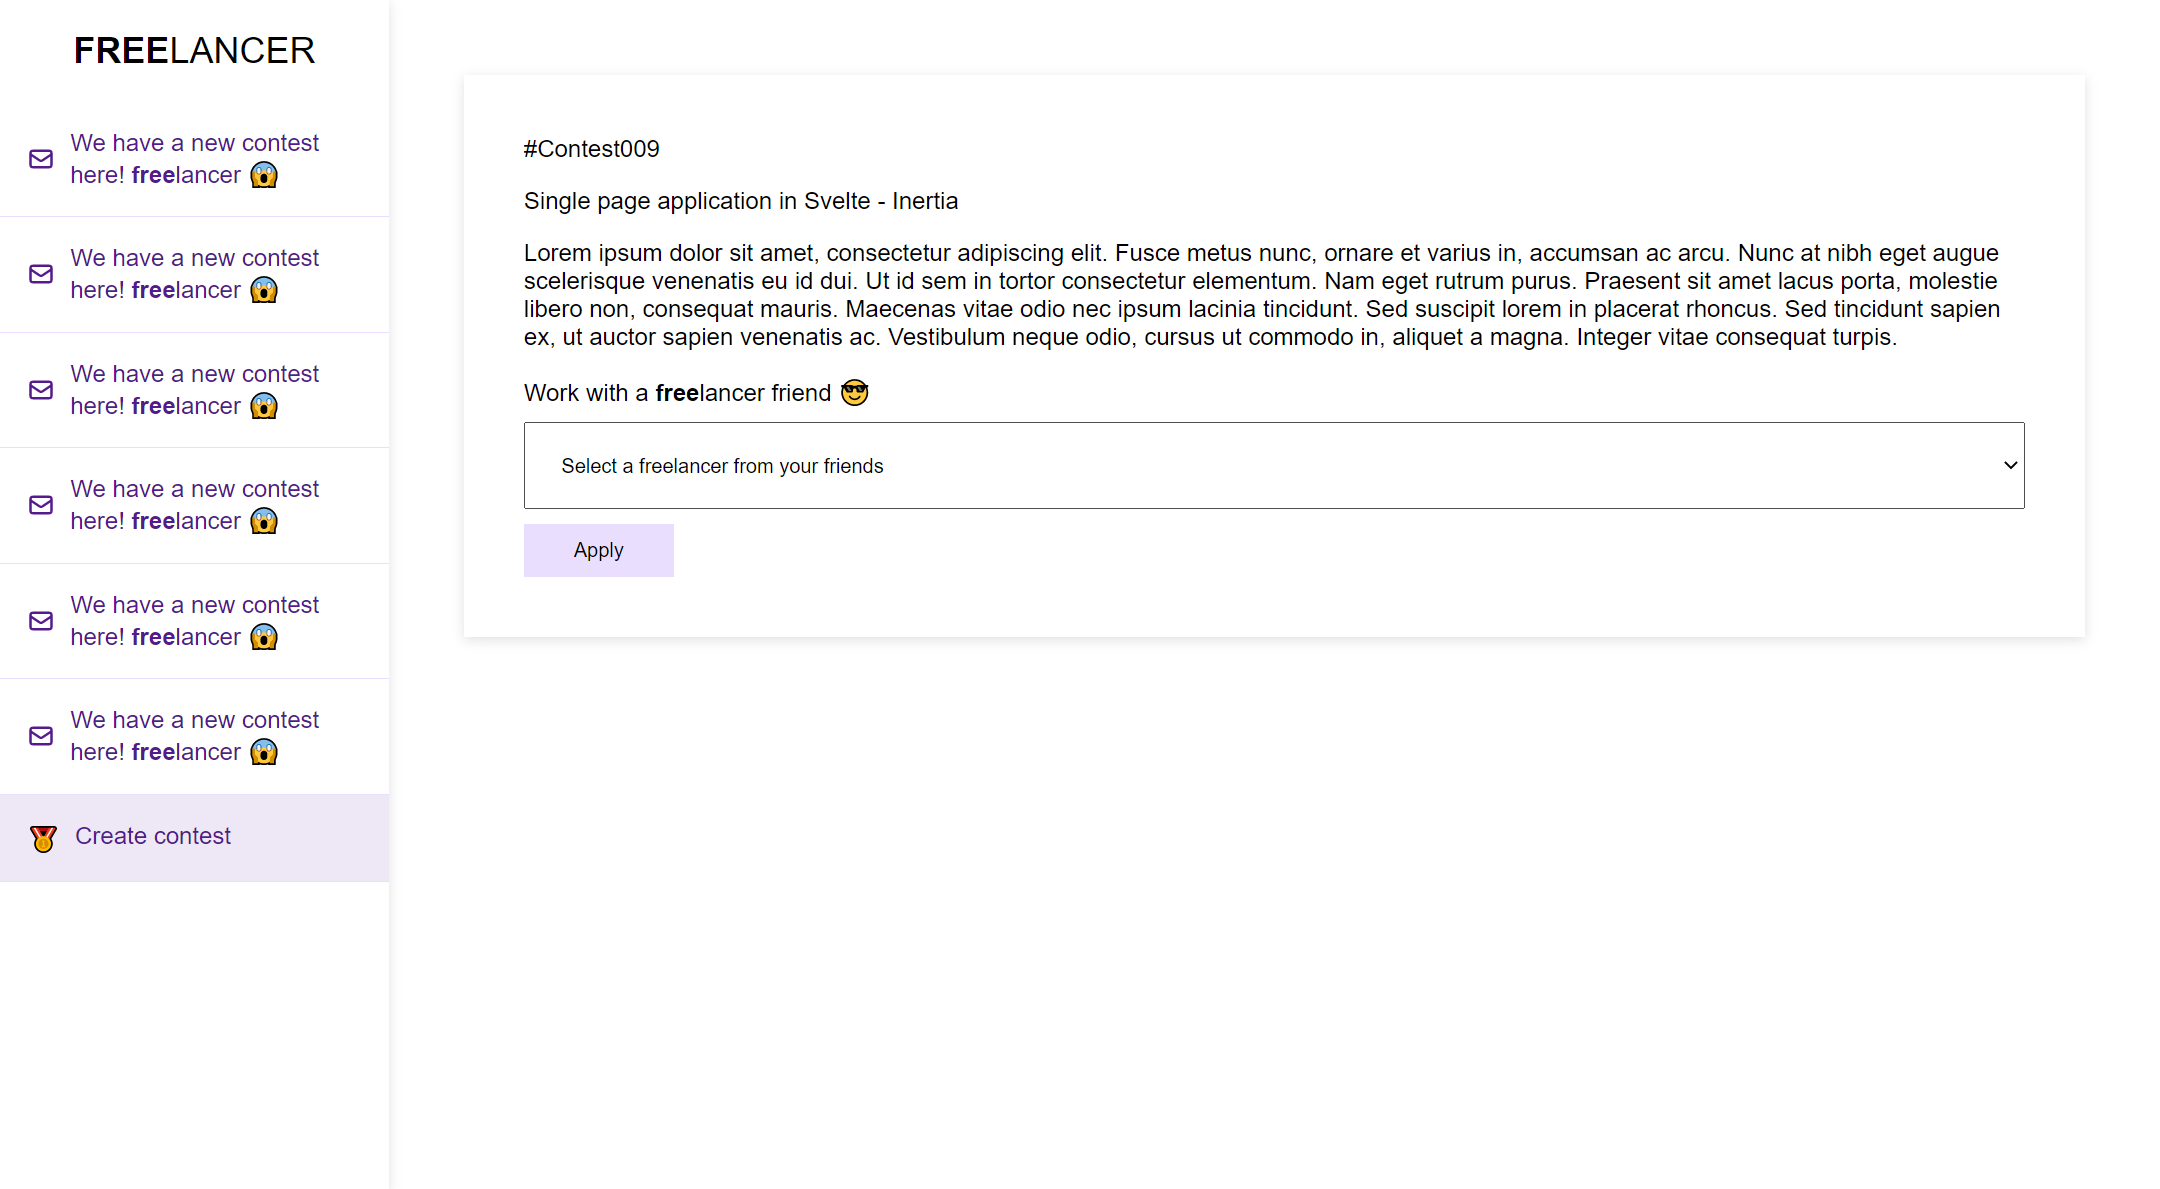 FREELANCER
We have a new contest
here! freelancer 😱
We have a new contest
here! freelancer 😱
We have a new contest
here! freelancer 😱
We have a new contest
here! freelancer 😱
We have a new contest
here! freelancer 😱
We have a new contest
here! freelancer 😱
Create contest
#Contest009
Single page application in Svelte - Inertia
Lorem ipsum dolor sit amet, consectetur adipiscing elit. Fusce metus nunc, ornare et varius in, accumsan ac arcu. Nunc at nibh eget augue
scelerisque venenatis eu id dui. Ut id sem in tortor consectetur elementum. Nam eget rutrum purus. Praesent sit amet lacus porta, molestie
libero non, consequat mauris. Maecenas vitae odio nec ipsum lacinia tincidunt. Sed suscipit lorem in placerat rhoncus. Sed tincidunt sapien
ex, ut auctor sapien venenatis ac. Vestibulum neque odio, cursus ut commodo in, aliquet a magna. Integer vitae consequat turpis.
Work with a freelancer friend 😎
Select a freelancer from your friends
Apply